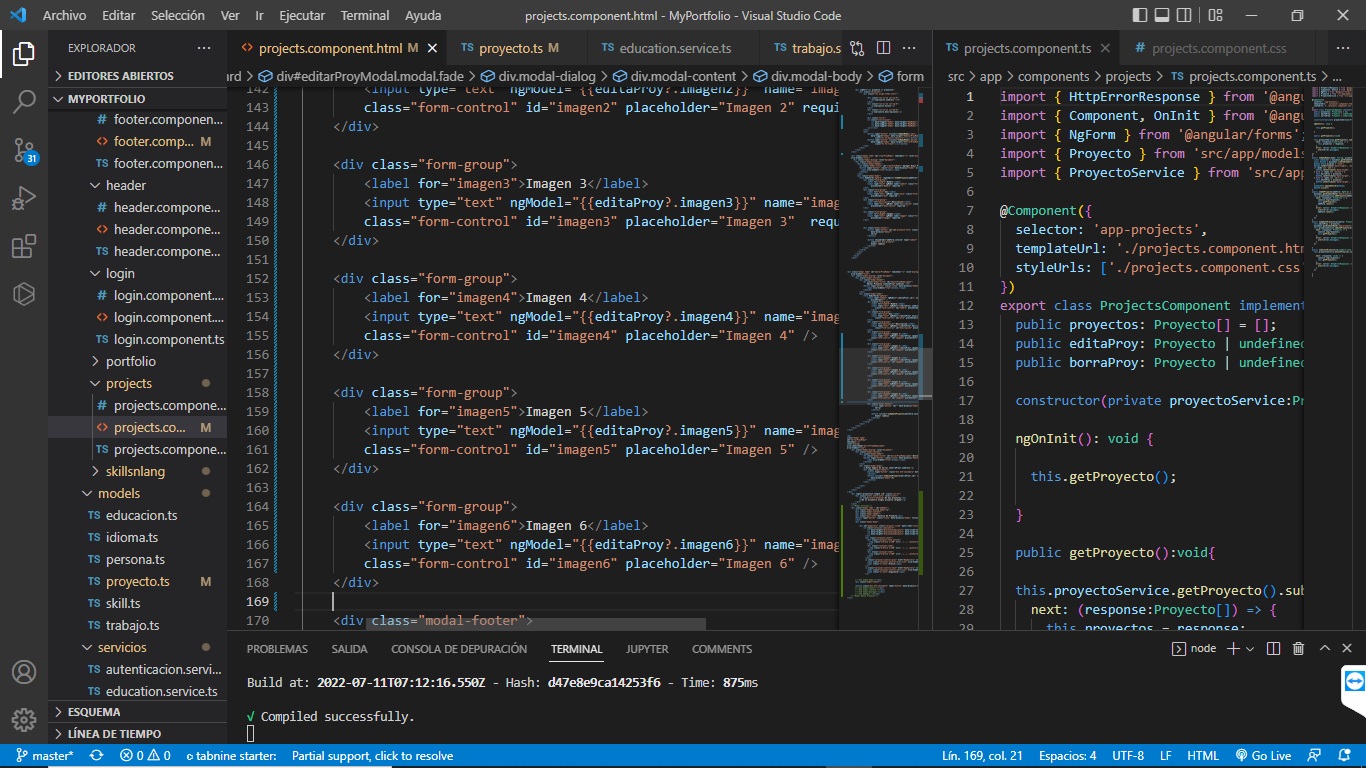 Archivo Editar Selección Ver Ir Ejecutar Terminal Ayuda
projects.component.html - MyPortfolio - Visual Studio Code
EXPLORADOR
EDITORES ABIERTOS
MYPORTFOLIO
# footer.componen...
<> footer.comp... M
TS footer.componen...
header
# header.compone...
<> header.compone...
TS header.compone...
login
# login.component....
<> login.component....
TS login.component.ts
portfolio
projects
# projects.compone...
<> projects.co... M
TS projects.compone...
skillsnlang
models
TS educacion.ts
TS idioma.ts
TS persona.ts
TS proyecto.ts M
TS skill.ts
TS trabajo.ts
servicios
TS autenticacion.servi...
TS education.service.ts
ESQUEMA
LÍNEA DE TIEMPO
31
<> projects.component.html M
TS proyecto.ts M
TS education.service.ts
TS trabajo.s
ard > div#editarProyModal.modal.fade > div.modal-dialog > div.modal-content > div.modal-body > form
142 <input type="text" ngModel="{{editaProy?.imagen2}}" name="imag
143 class="form-control" id="imagen2" placeholder="Imagen 2" requi
144 </div>
145
146 <div class="form-group">
147 <label for="imagen3">Imagen 3</label>
148 <input type="text" ngModel="{{editaProy?.imagen3}}" name="imag
149 class="form-control" id="imagen3" placeholder="Imagen 3"  requ
150 </div>
151
152 <div class="form-group">
153 <label for="imagen4">Imagen 4</label>
154 <input type="text" ngModel="{{editaProy?.imagen4}}" name="imag
155 class="form-control" id="imagen4" placeholder="Imagen 4" />
156 </div>
157
158 <div class="form-group">
159 <label for="imagen5">Imagen 5</label>
160 <input type="text" ngModel="{{editaProy?.imagen5}}" name="imag
161 class="form-control" id="imagen5" placeholder="Imagen 5" />
162 </div>
163
164 <div class="form-group">
165 <label for="imagen6">Imagen 6</label>
166 <input type="text" ngModel="{{editaProy?.imagen6}}" name="imag
167 class="form-control" id="imagen6" placeholder="Imagen 6" />
168 </div>
169
170 <div class="modal-footer">
TS projects.component.ts
# projects.component.css
src > app > components > projects > TS projects.component.ts > ...
1 import { HttpErrorResponse } from '@angu
2 import { Component, OnInit } from '@angu
3 import { NgForm } from '@angular/forms'
4 import { Proyecto } from 'src/app/models
5 import { ProyectoService } from 'src/app
6
7 @Component({
8 selector: 'app-projects',
9 templateUrl: './projects.component.htm
10 styleUrls: ['./projects.component.css
11 })
12 export class ProjectsComponent implement
13 public proyectos: Proyecto[] = [];
14 public editaProy: Proyecto | undefined
15 public borraProy: Proyecto | undefined
16
17 constructor(private proyectoService:Pr
18
19 ngOnInit(): void {
20
21 this.getProyecto();
22
23 }
24
25 public getProyecto():void{
26
27 this.proyectoService.getProyecto().sub
28 next: (response:Proyecto[]) => {
29 this.proyectos = response;
PROBLEMAS SALIDA CONSOLA DE DEPURACIÓN TERMINAL JUPYTER COMMENTS
node
Build at: 2022-07-11T07:12:16.550Z - Hash: d47e8e9ca14253f6 - Time: 875ms
√ Compiled successfully.
master* 0 0 tabnine starter: Partial support, click to resolve
Lín. 169, col. 21 Espacios: 4 UTF-8 LF HTML Go Live